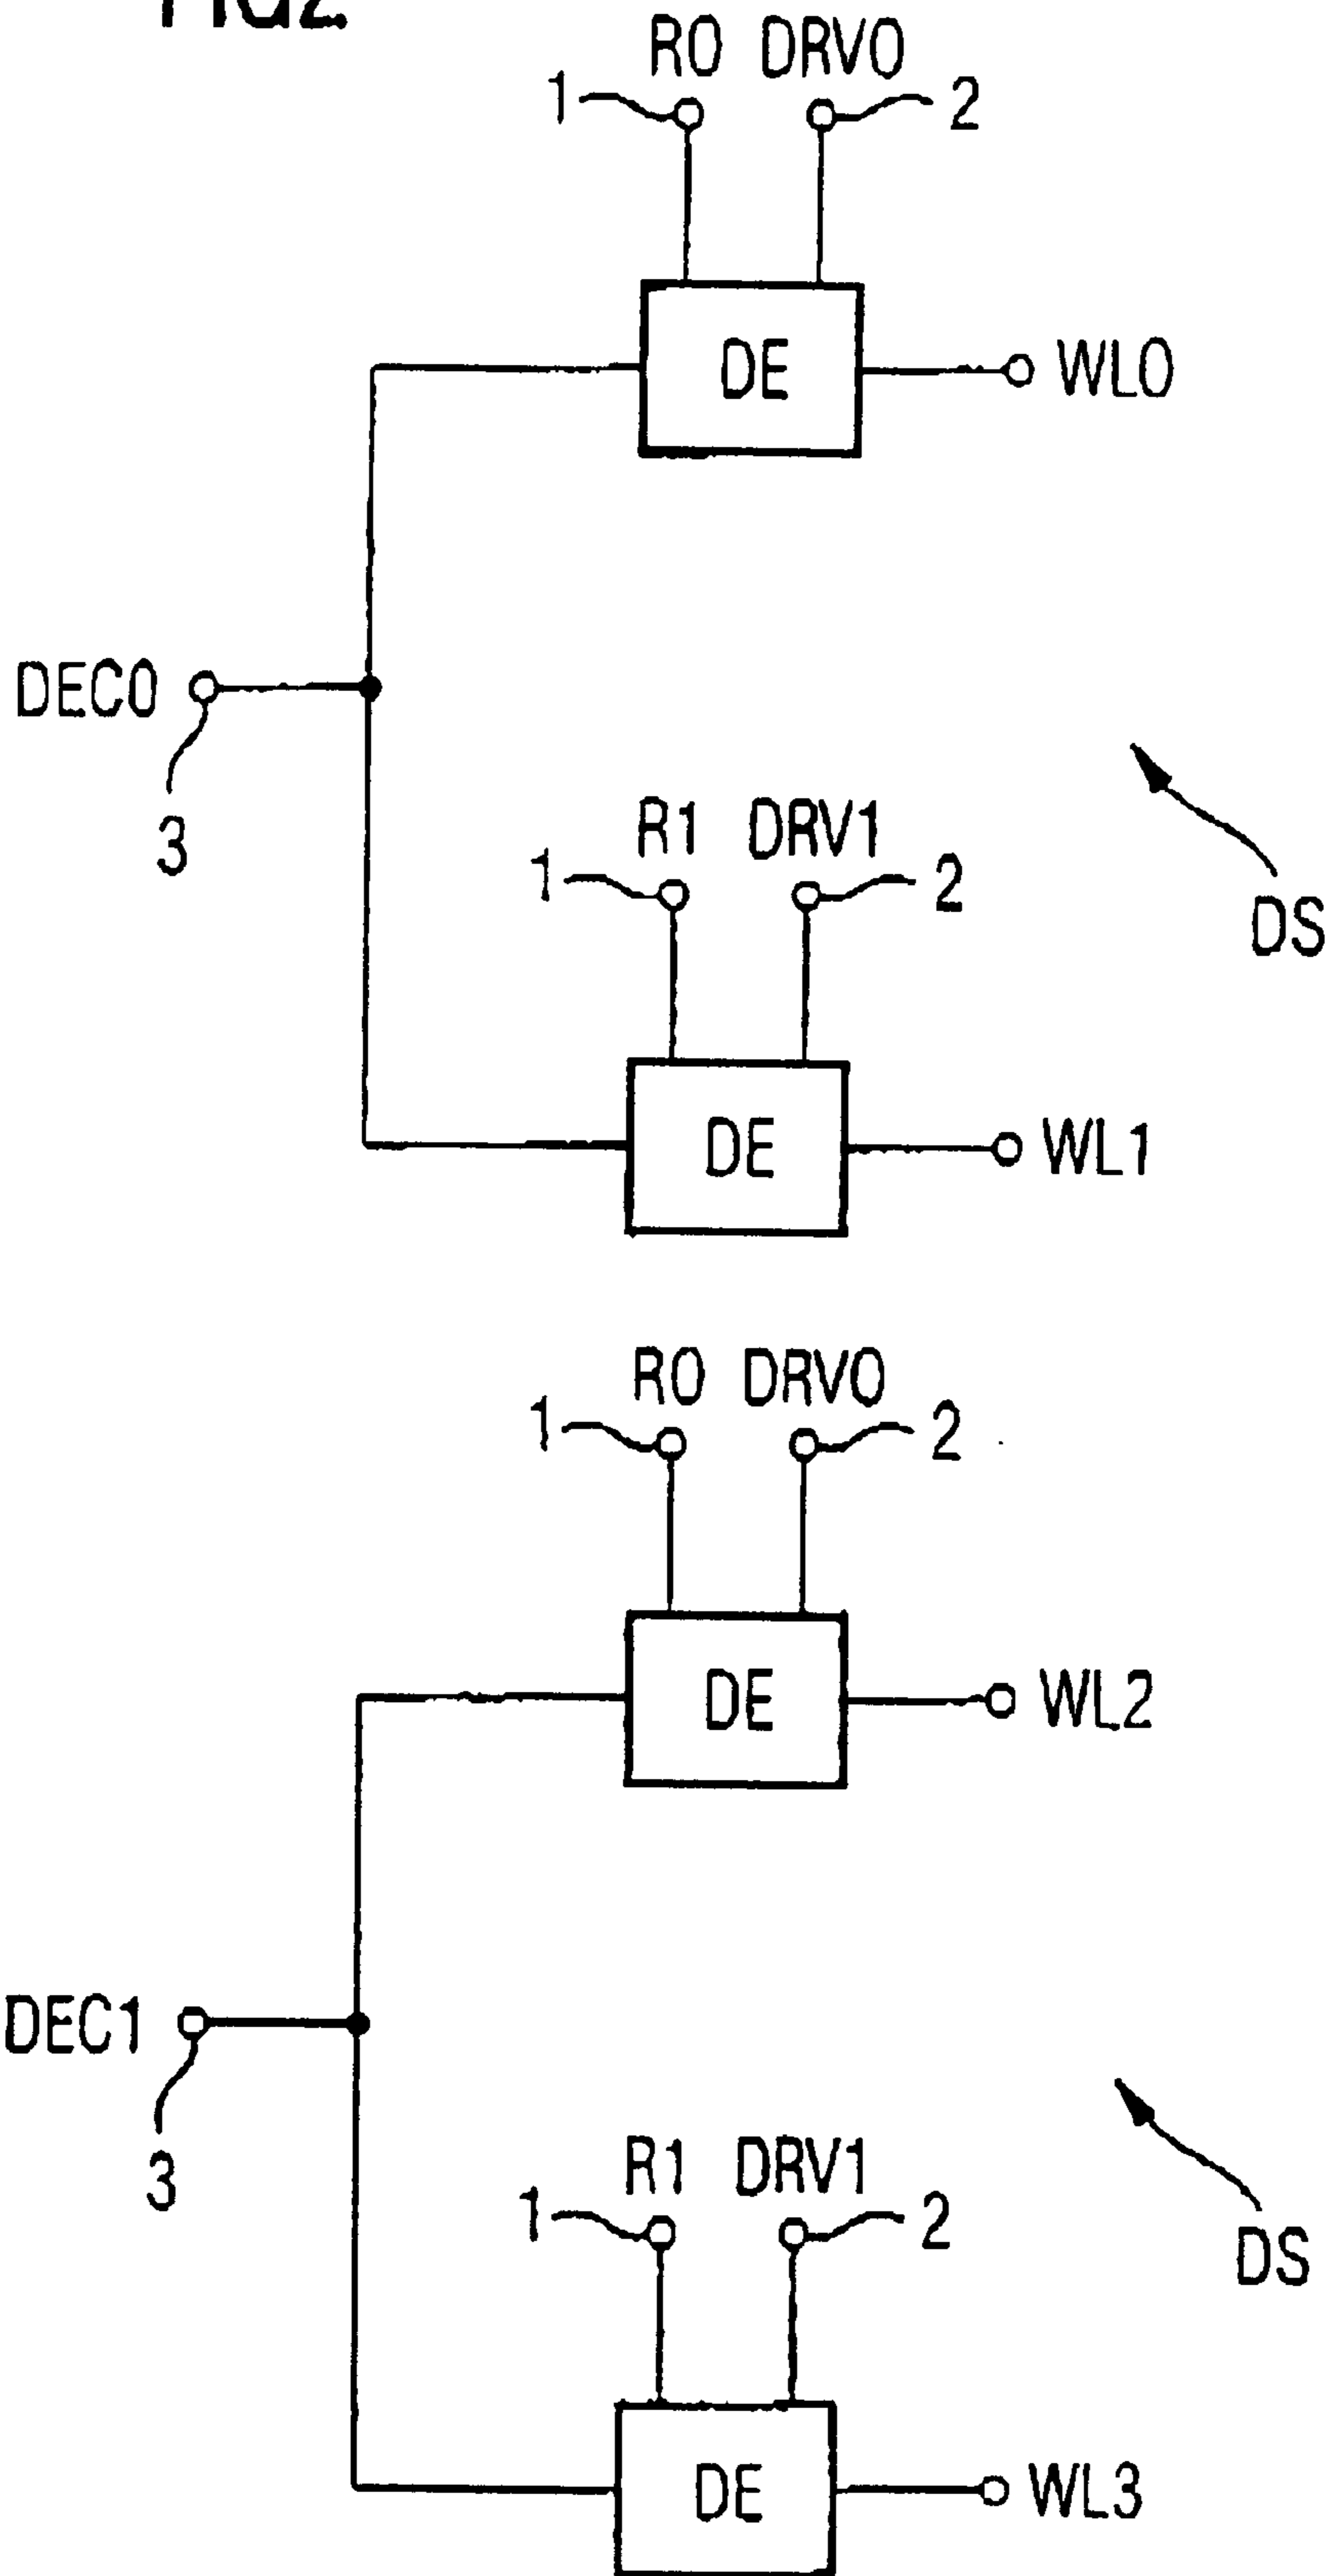 FIG2
R0 DRV0
1 2
DE WL0
DEC0
3
R1 DRV1
1 2
DS
DE WL1
R0 DRV0
1 2
DE WL2
DEC1
3
R1 DRV1
1 2
DS
DE WL3